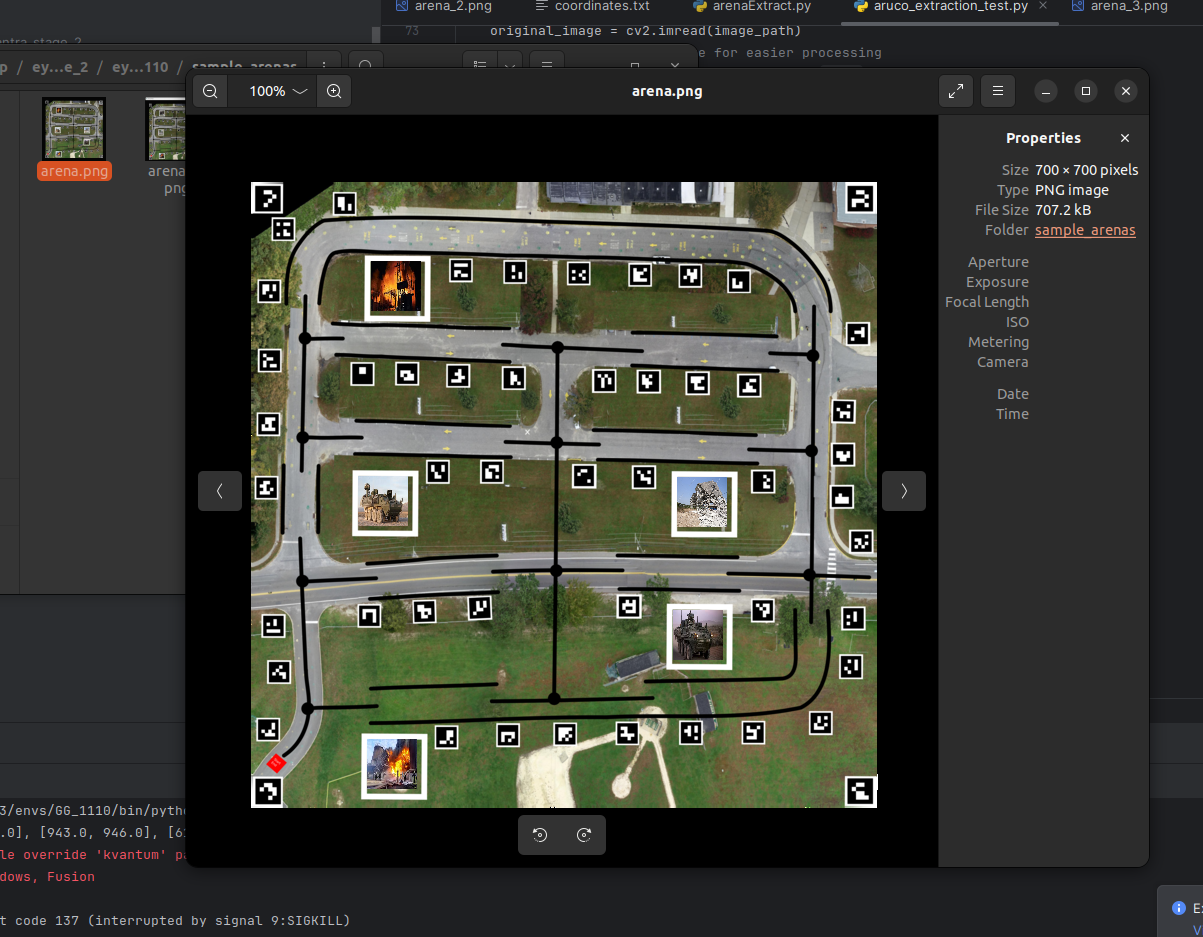 arena_2.png
coordinates.txt
arenaExtract.py
aruco_extraction_test.py
arena_3.png
73
original_image = cv2.imread(image_path)
e for easier processing
p / ey...e_2 / ey...110 / sample_arenas
100%
arena.png
arena.png
arena
png
Properties
Size 700 × 700 pixels
Type PNG image
File Size 707.2 kB
Folder sample_arenas
Aperture
Exposure
Focal Length
ISO
Metering
Camera
Date
Time
3/envs/GG_1110/bin/pyth
.0], [943.0, 946.0], [6
le override 'kvantum' p
dows, Fusion
t code 137 (interrupted by signal 9:SIGKILL)